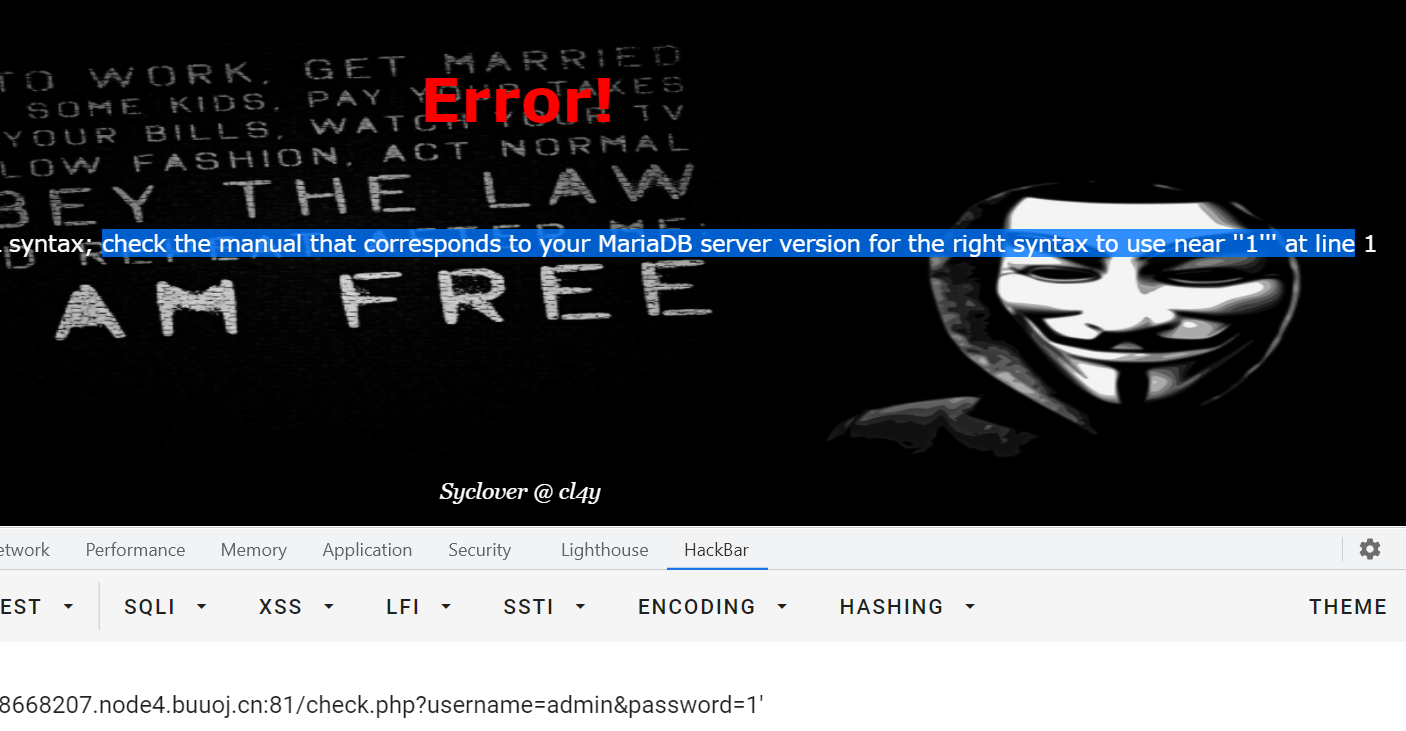 TO WORK. GET MARRIED
SOME KIDS. PAY YOUR TAXES
Error!
YOUR BILLS. WATCH YOUR TV
LOW FASHION. ACT NORMAL
BEY THE LAW
syntax; check the manual that corresponds to your MariaDB server version for the right syntax to use near ''1''' at line 1
D REPEAT AFTER ME:
AM FREE
Syclover @ cl4y
etwork Performance Memory Application Security Lighthouse HackBar
EST SQLI XSS LFI SSTI ENCODING HASHING THEME
8668207.node4.buuoj.cn:81/check.php?username=admin&password=1'